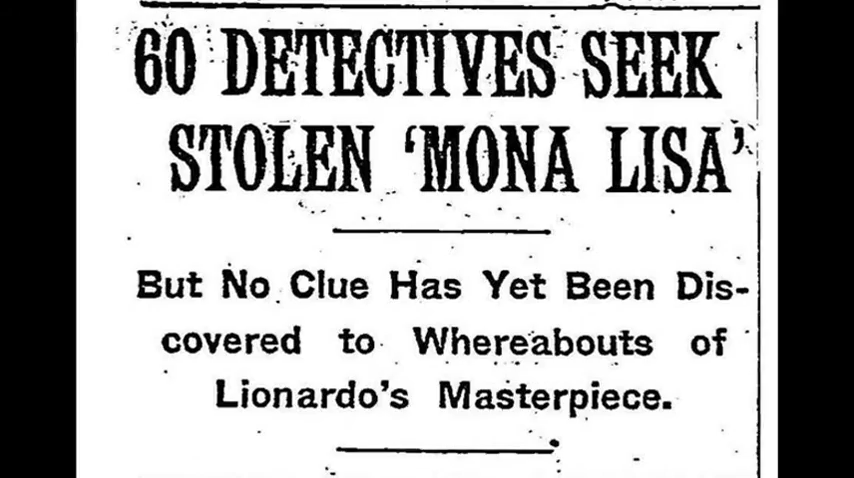 60 DETECTIVES SEEK
STOLEN 'MONA LISA'
But No Clue Has Yet Been Dis-
covered to Whereabouts of
Lionardo's Masterpiece.